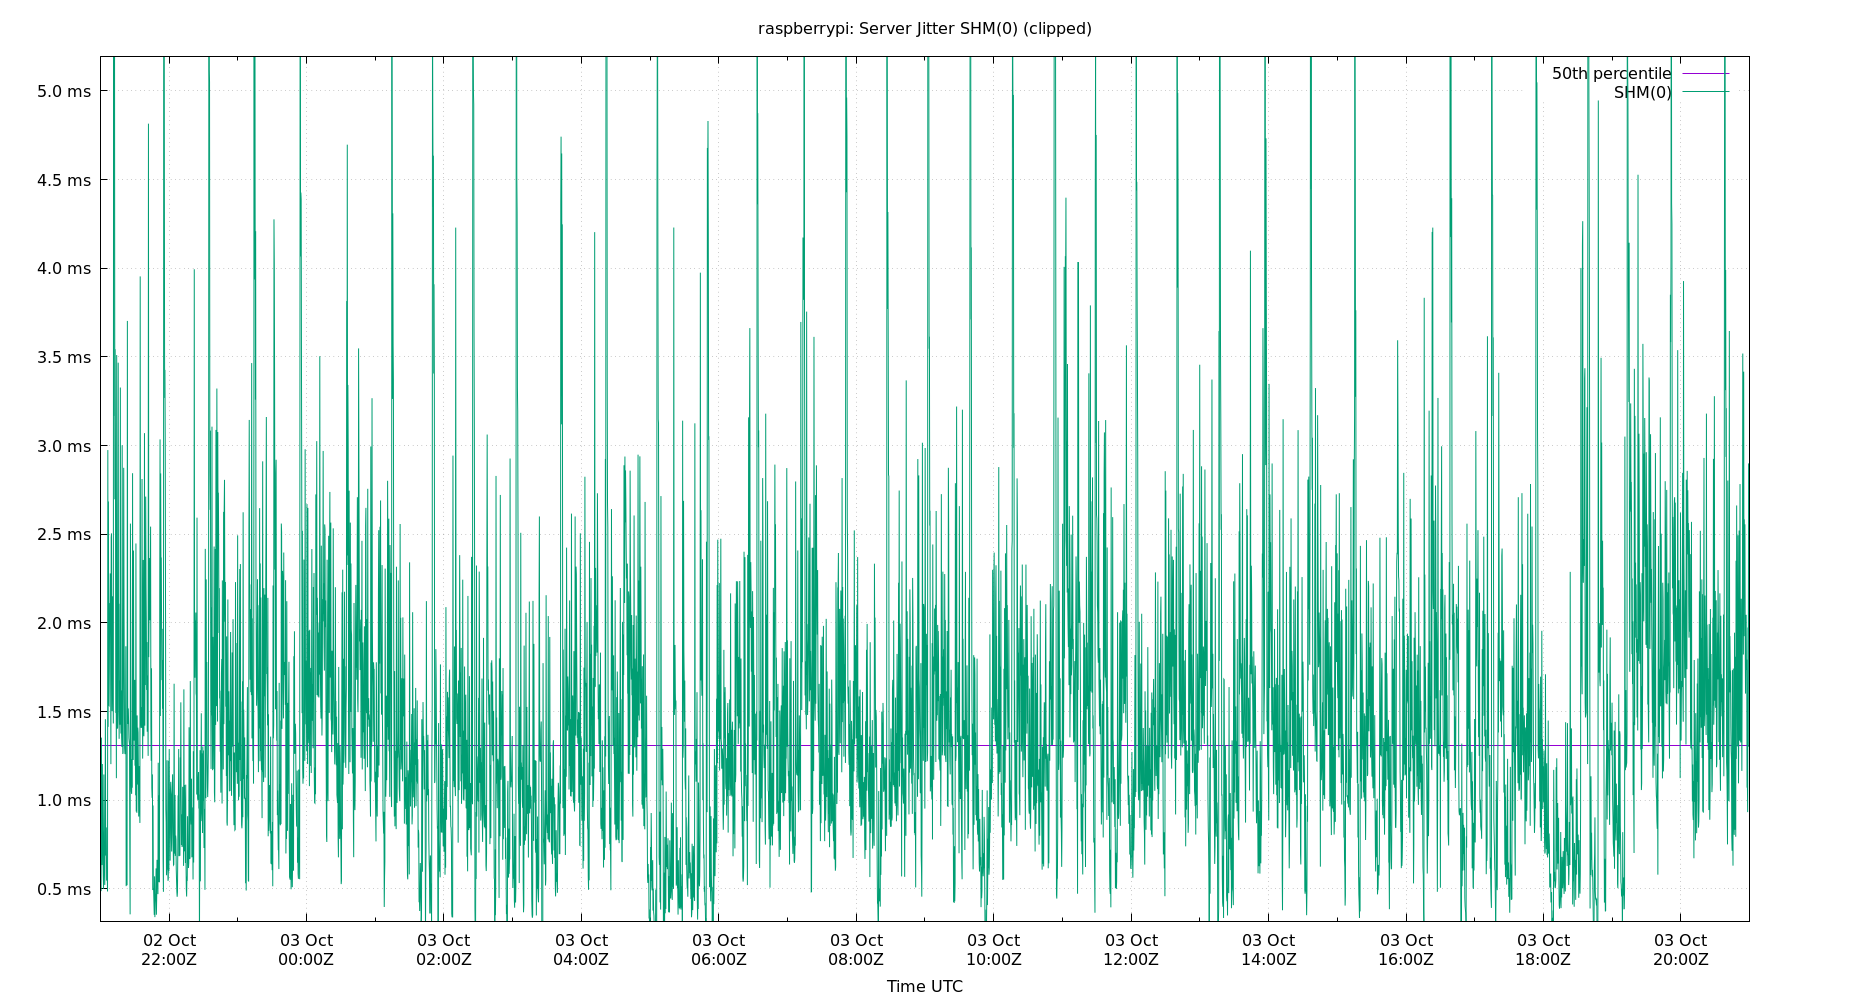 raspberrypi: Server Jitter SHM(0) (clipped)
50th percentile
SHM(0)
5.0 ms
4.5 ms
4.0 ms
3.5 ms
3.0 ms
2.5 ms
2.0 ms
1.5 ms
1.0 ms
0.5 ms
02 Oct 03 Oct 03 Oct 03 Oct 03 Oct 03 Oct 03 Oct 03 Oct 03 Oct 03 Oct 03 Oct 03 Oct
22:00Z 00:00Z 02:00Z 04:00Z 06:00Z 08:00Z 10:00Z 12:00Z 14:00Z 16:00Z 18:00Z 20:00Z
Time UTC